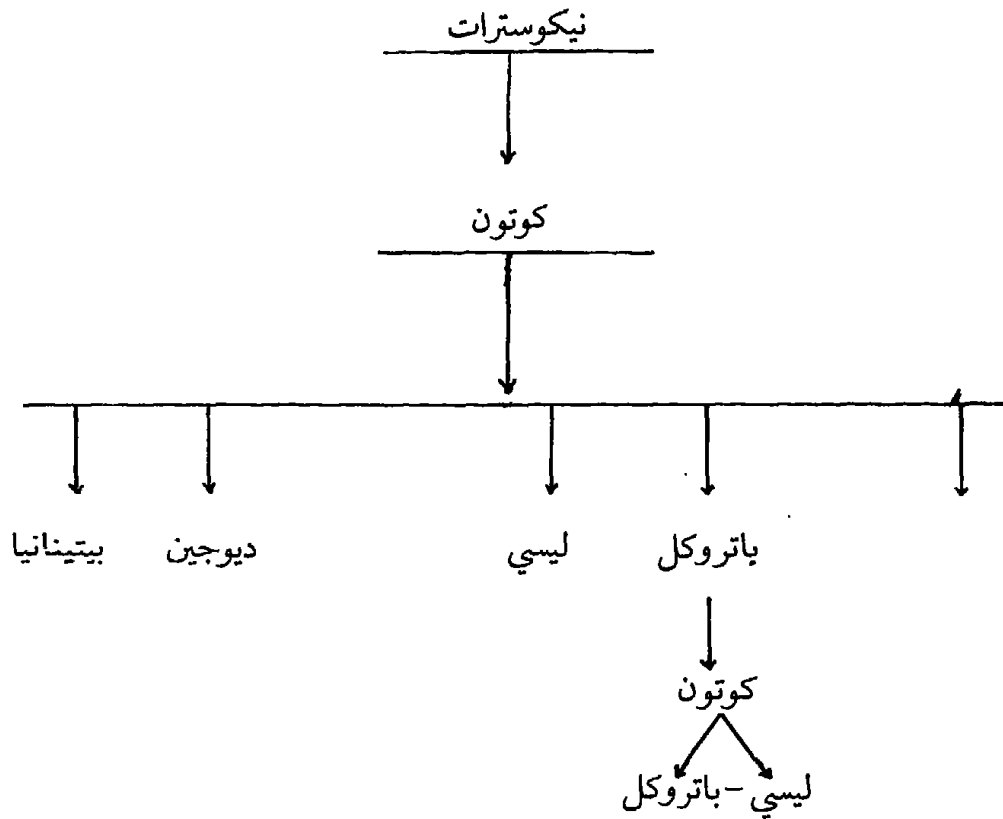 نيكوسترات
كوتون
باتروكل ليسي ديوجين بيتينانيا
كوتون
ليسي - باتروكل